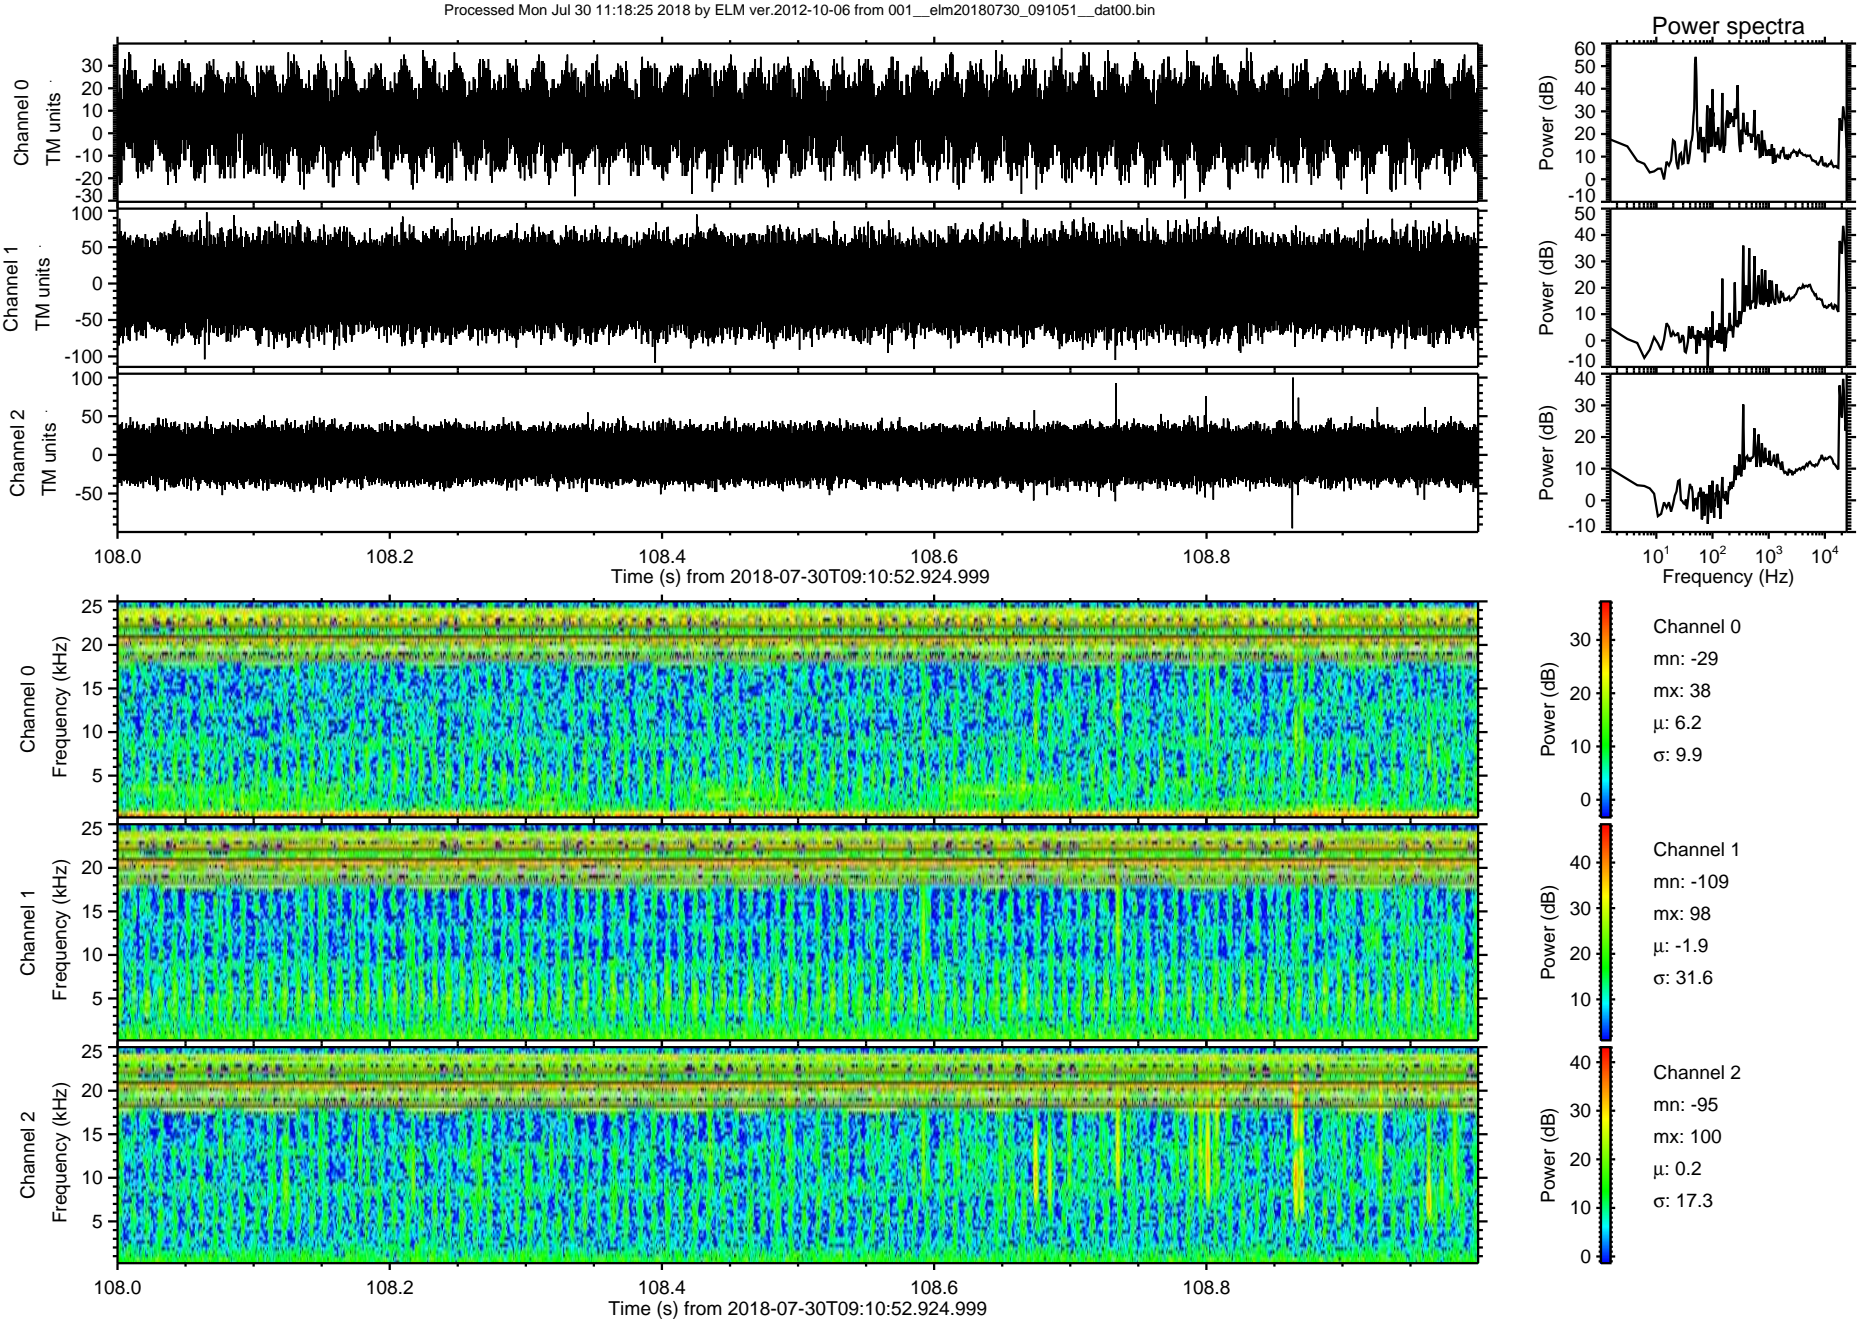 Processed Mon Jul 30 11:18:25 2018 by ELM ver.2012-10-06 from 001__elm20180730_091051__dat00.bin
Power spectra
Channel 0
TM units
30
20
10
0
-10
-20
-30
Power (dB)
60
50
40
30
20
10
0
-10
Channel 1
TM units
100
50
0
-50
-100
Power (dB)
50
40
30
20
10
0
-10
Channel 2
TM units
100
50
0
-50
Power (dB)
40
30
20
10
0
-10
108.0 108.2 108.4 108.6 108.8
Time (s) from 2018-07-30T09:10:52.924.999
10^1 10^2 10^3 10^4
Frequency (Hz)
Channel 0
Frequency (kHz)
25
20
15
10
5
Power (dB)
30
20
10
0
Channel 0
mn: -29
mx: 38
μ: 6.2
σ: 9.9
Channel 1
Frequency (kHz)
25
20
15
10
5
Power (dB)
40
30
20
10
Channel 1
mn: -109
mx: 98
μ: -1.9
σ: 31.6
Channel 2
Frequency (kHz)
25
20
15
10
5
Power (dB)
40
30
20
10
0
Channel 2
mn: -95
mx: 100
μ: 0.2
σ: 17.3
108.0 108.2 108.4 108.6 108.8
Time (s) from 2018-07-30T09:10:52.924.999